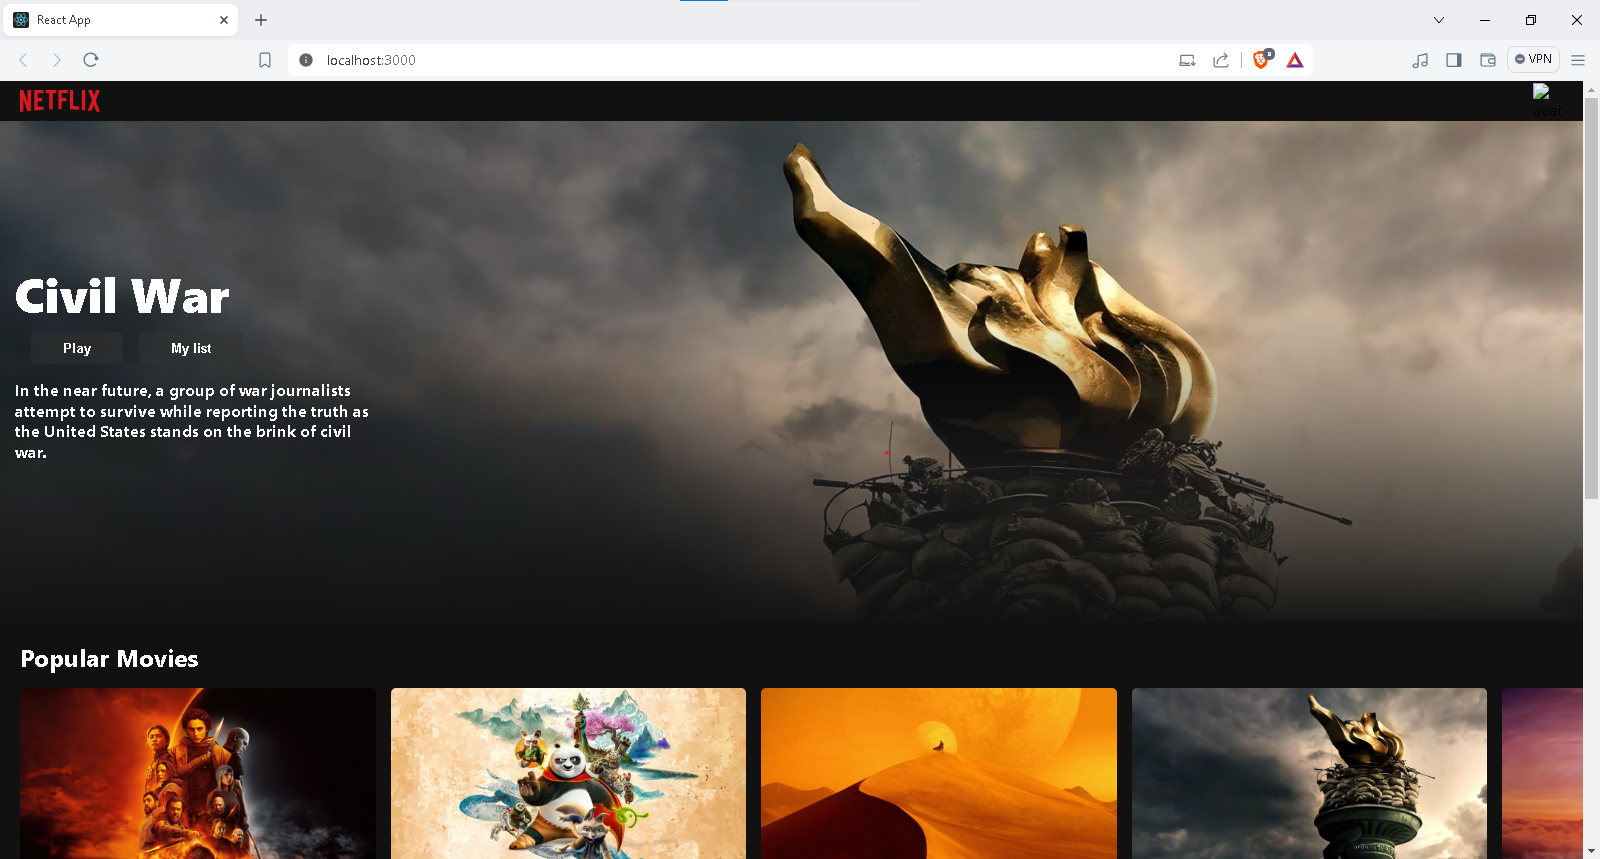 React App
localhost:3000
VPN
NETFLIX
avat
Civil War
Play
My list
In the near future, a group of war journalists
attempt to survive while reporting the truth as
the United States stands on the brink of civil
war.
Popular Movies